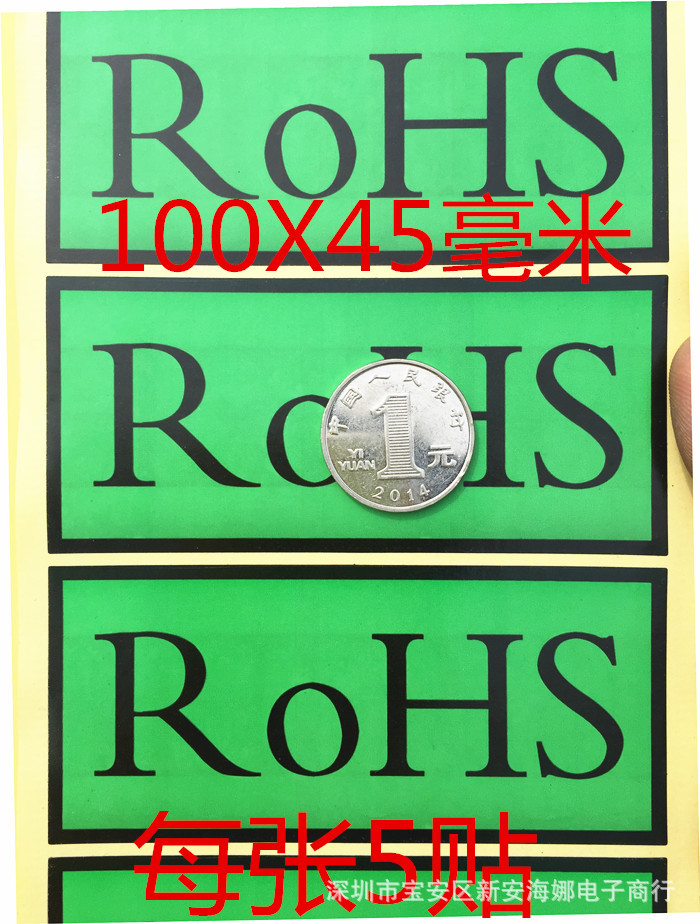 RoHS
100X45毫米
RoHS
中国人民银行
1
YI YUAN
元
2014
RoHS
每张5贴
深圳市宝安区新安海娜电子商行